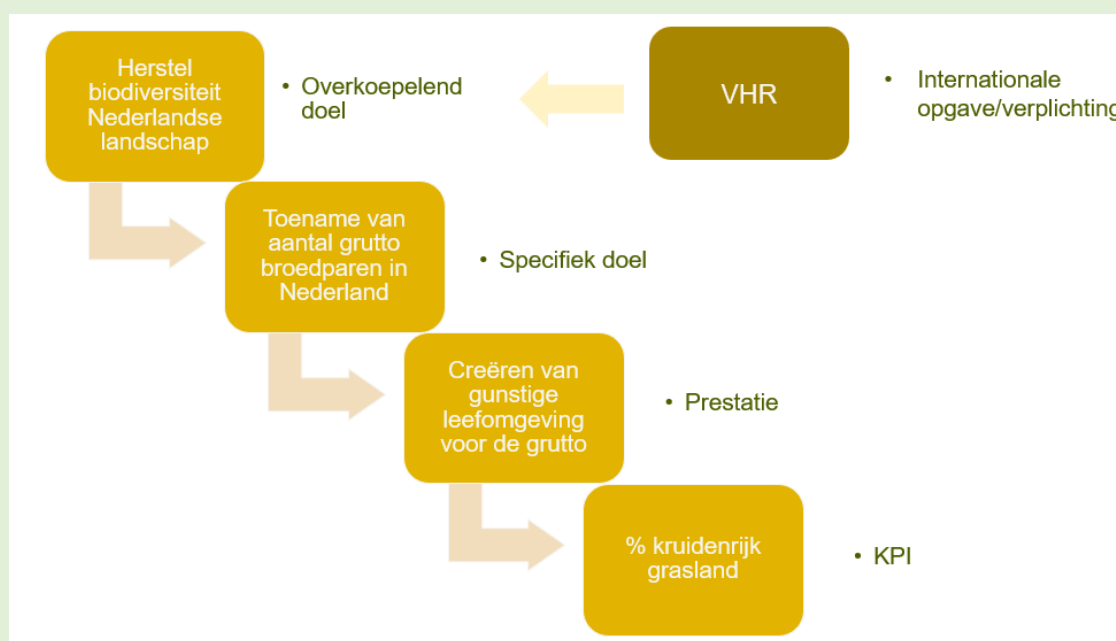 Herstel
biodiversiteit
Nederlandse
landschap
• Overkoepelend
doel
VHR
• Internationale
opgave/verplichting
Toename van
aantal grutto
broedparen in
Nederland
• Specifiek doel
Creëren van
gunstige
leefomgeving
voor de grutto
• Prestatie
% kruidenrijk
grasland
• KPI